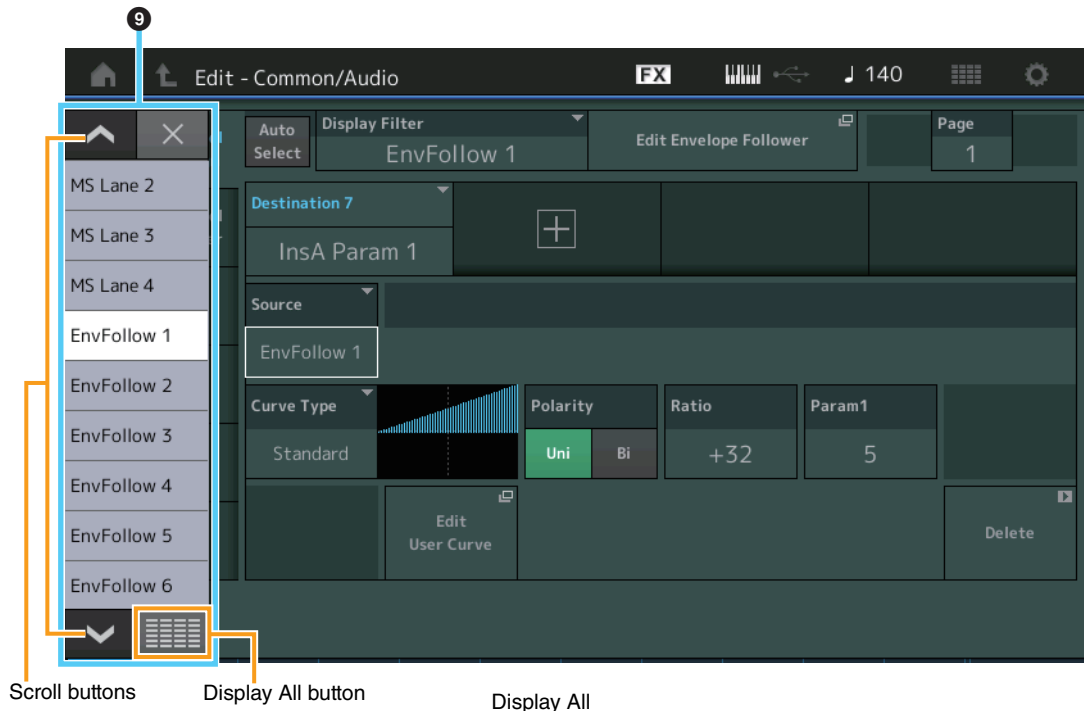 9
Edit - Common/Audio
FX
140
Auto
Select
Display Filter
EnvFollow 1
Edit Envelope Follower
Page
1
MS Lane 2
MS Lane 3
MS Lane 4
EnvFollow 1
EnvFollow 2
EnvFollow 3
EnvFollow 4
EnvFollow 5
EnvFollow 6
Destination 7
InsA Param 1
Source
EnvFollow 1
Curve Type
Standard
Polarity
Uni
Bi
Ratio
+32
Param1
5
Edit
User Curve
Delete
Scroll buttons
Display All button
Display All